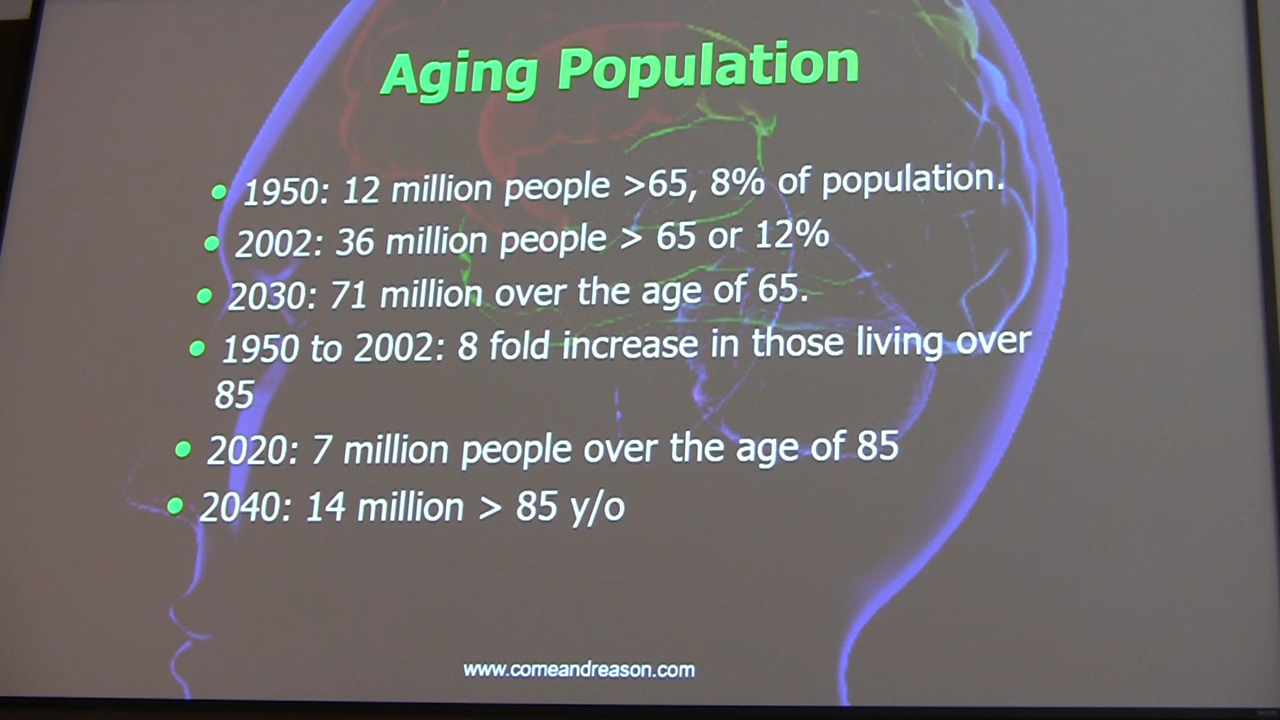 Aging Population
• 1950: 12 million people >65, 8% of population.
• 2002: 36 million people > 65 or 12%
• 2030: 71 million over the age of 65.
• 1950 to 2002: 8 fold increase in those living over
85
• 2020: 7 million people over the age of 85
• 2040: 14 million > 85 y/o
www.comeandreason.com